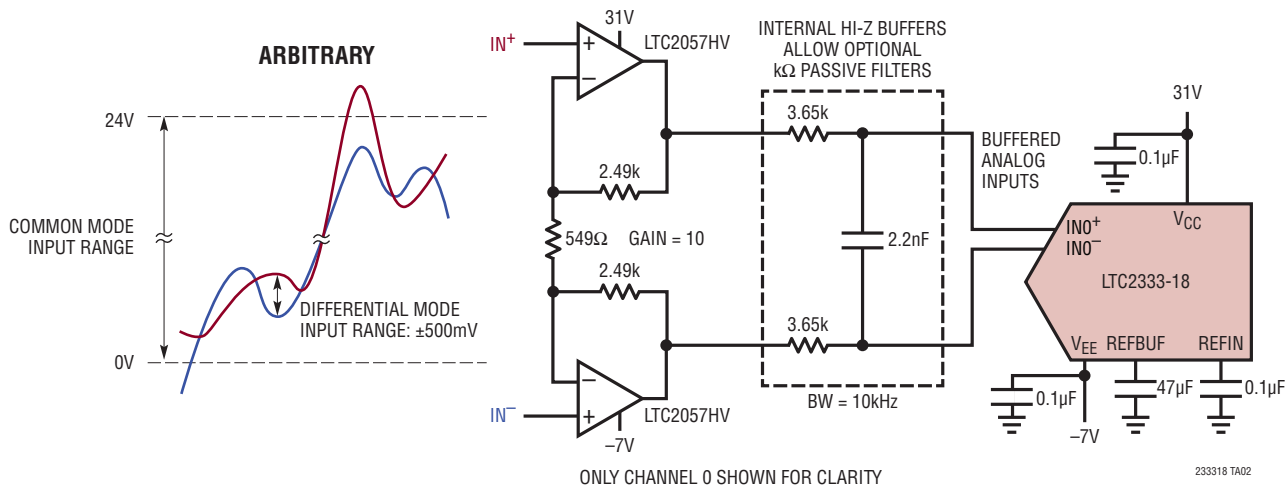 ARBITRARY
24V
COMMON MODE
INPUT RANGE
0V
DIFFERENTIAL MODE
INPUT RANGE: ±500mV
IN+
31V
LTC2057HV
2.49k
549Ω
GAIN = 10
2.49k
IN–
LTC2057HV
–7V
INTERNAL HI-Z BUFFERS
ALLOW OPTIONAL
kΩ PASSIVE FILTERS
3.65k
2.2nF
3.65k
BW = 10kHz
BUFFERED
ANALOG
INPUTS
31V
0.1µF
VCC
IN0+
IN0–
LTC2333-18
VEE
REFBUF
REFIN
0.1µF
47µF
0.1µF
–7V
ONLY CHANNEL 0 SHOWN FOR CLARITY
233318 TA02